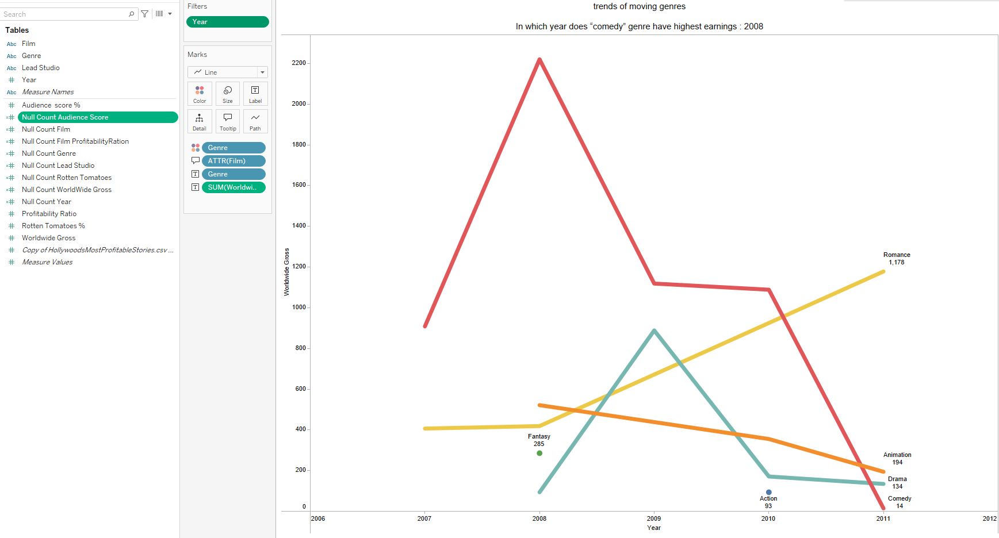 Search
Tables
Abc Film
Abc Genre
Abc Lead Studio
# Year
Abc Measure Names
# Audience score %
=# Null Count Audience Score
=# Null Count Film
=# Null Count Film ProfitabilityRation
=# Null Count Genre
=# Null Count Lead Studio
=# Null Count Rotten Tomatoes
=# Null Count WorldWide Gross
=# Null Count Year
# Profitability Ratio
# Rotten Tomatoes %
# Worldwide Gross
# Copy of HollywoodsMostProfitableStories.csv ...
# Measure Values
Filters
Year
Marks
Line
Color Size Label
Detail Tooltip Path
Genre
ATTR(Film)
Genre
SUM(Worldwi..
trends of moving genres
In which year does “comedy” genre have highest earnings : 2008
Worldwide Gross
2200
2000
1800
1600
1400
1200
1000
800
600
400
200
0
Romance
1,178
Fantasy
285
Animation
194
Drama
134
Action
93
Comedy
14
2006 2007 2008 2009 2010 2011 2012
Year